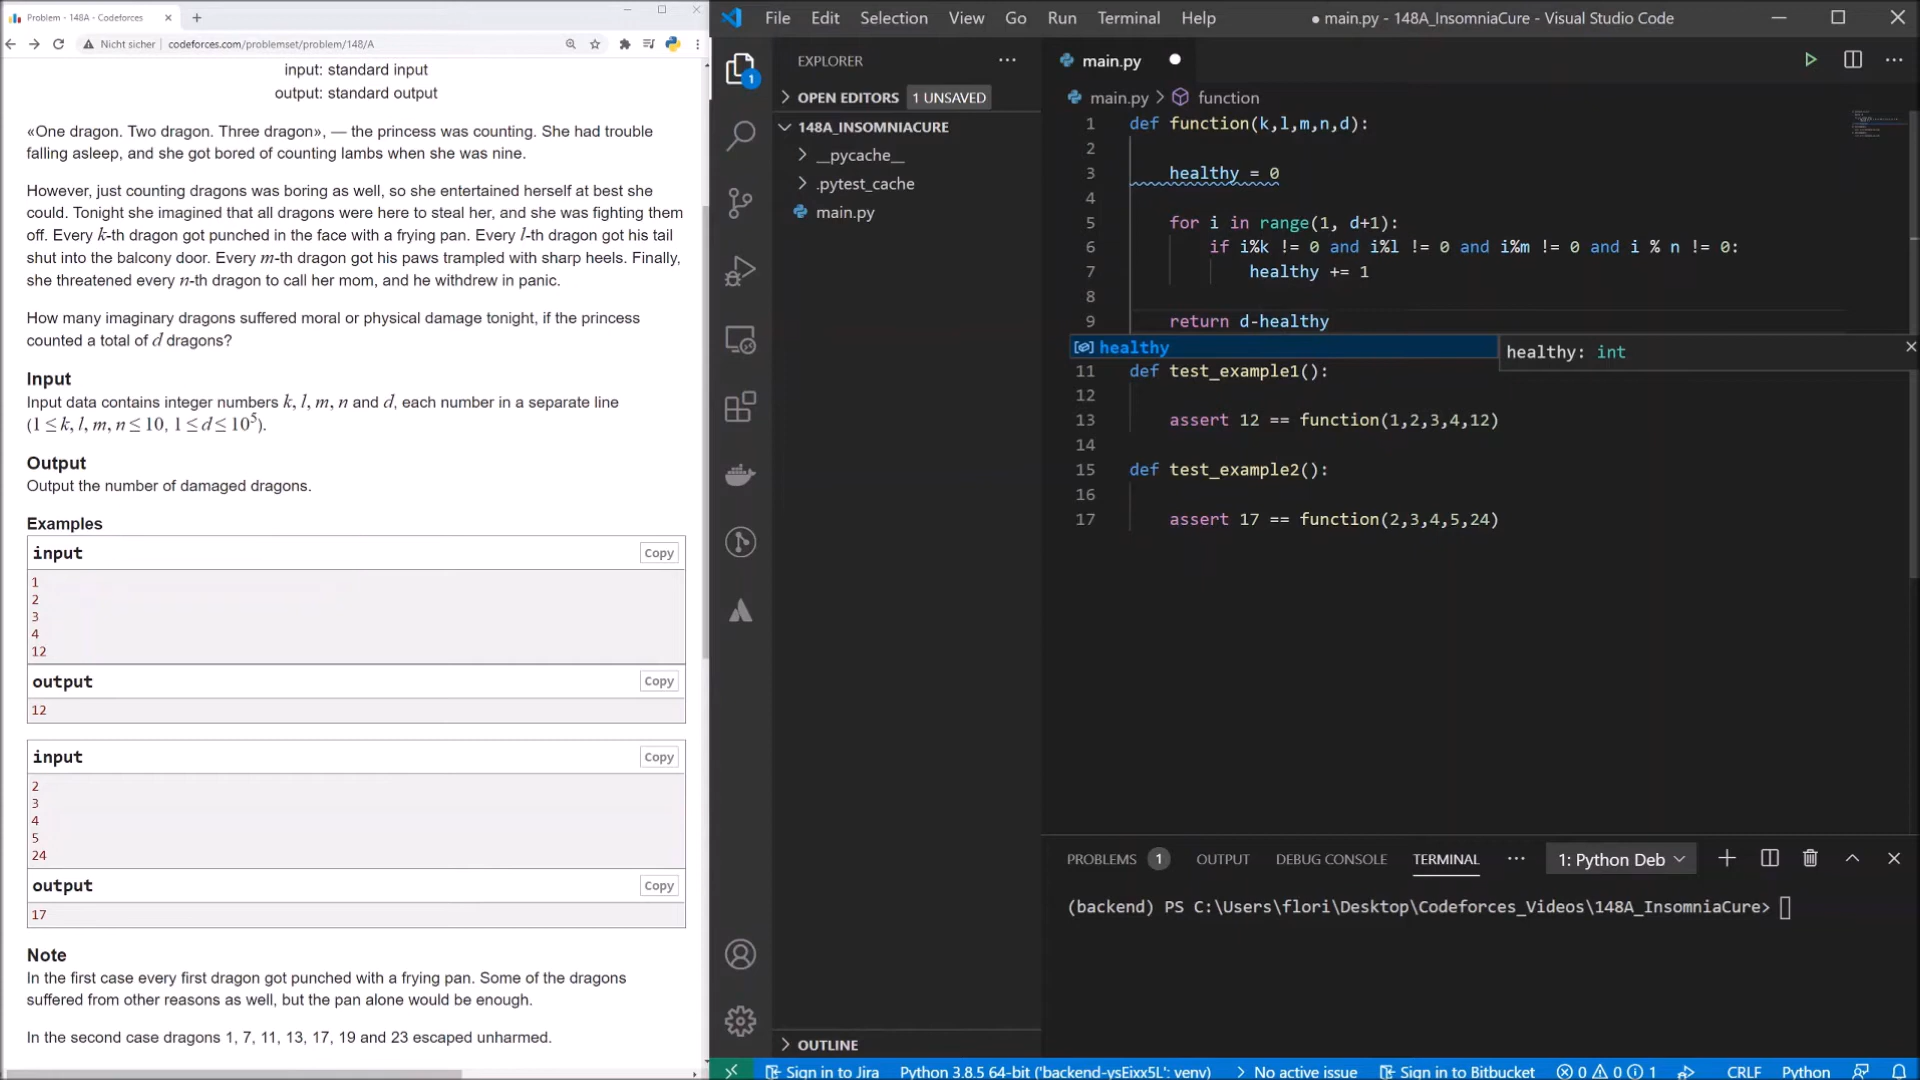 Problem - 148A - Codeforces
Nicht sicher | codeforces.com/problemset/problem/148/A
input: standard input
output: standard output
«One dragon. Two dragon. Three dragon», — the princess was counting. She had trouble
falling asleep, and she got bored of counting lambs when she was nine.
However, just counting dragons was boring as well, so she entertained herself at best she
could. Tonight she imagined that all dragons were here to steal her, and she was fighting them
off. Every k-th dragon got punched in the face with a frying pan. Every l-th dragon got his tail
shut into the balcony door. Every m-th dragon got his paws trampled with sharp heels. Finally,
she threatened every n-th dragon to call her mom, and he withdrew in panic.
How many imaginary dragons suffered moral or physical damage tonight, if the princess
counted a total of d dragons?
Input
Input data contains integer numbers k, l, m, n and d, each number in a separate line
(1 ≤ k, l, m, n ≤ 10, 1 ≤ d ≤ 10^5).
Output
Output the number of damaged dragons.
Examples
input Copy
1
2
3
4
12
output Copy
12
input Copy
2
3
4
5
24
output Copy
17
Note
In the first case every first dragon got punched with a frying pan. Some of the dragons
suffered from other reasons as well, but the pan alone would be enough.
In the second case dragons 1, 7, 11, 13, 17, 19 and 23 escaped unharmed.
File Edit Selection View Go Run Terminal Help ● main.py - 148A_InsomniaCure - Visual Studio Code
1
EXPLORER
OPEN EDITORS 1 UNSAVED
148A_INSOMNIACURE
__pycache__
.pytest_cache
main.py
OUTLINE
main.py
main.py > function
1 def function(k,l,m,n,d):
2
3 healthy = 0
4
5 for i in range(1, d+1):
6 if i%k != 0 and i%l != 0 and i%m != 0 and i % n != 0:
7 healthy += 1
8
9 return d-healthy
healthy healthy: int
11 def test_example1():
12
13 assert 12 == function(1,2,3,4,12)
14
15 def test_example2():
16
17 assert 17 == function(2,3,4,5,24)
PROBLEMS 1 OUTPUT DEBUG CONSOLE TERMINAL 1: Python Deb
(backend) PS C:\Users\flori\Desktop\Codeforces_Videos\148A_InsomniaCure>
Sign in to Jira Python 3.8.5 64-bit ('backend-ysEixx5L': venv) No active issue Sign in to Bitbucket 0 0 1 CRLF Python